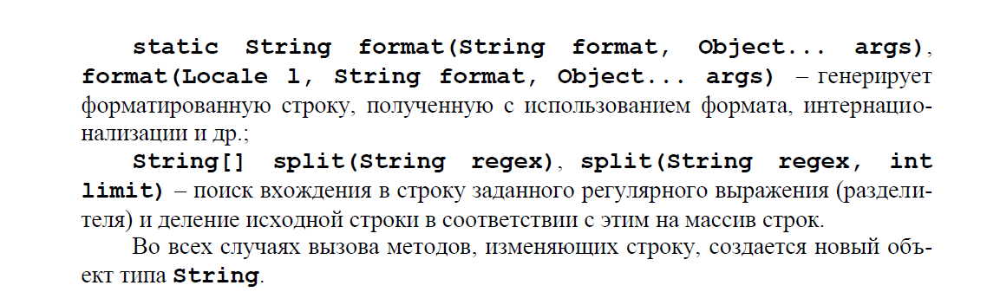 static String format(String format, Object... args),
format(Locale l, String format, Object... args) – генерирует
форматированную строку, полученную с использованием формата, интернацио-
нализации и др.;
String[] split(String regex), split(String regex, int
limit) – поиск вхождения в строку заданного регулярного выражения (раздели-
теля) и деление исходной строки в соответствии с этим на массив строк.
Во всех случаях вызова методов, изменяющих строку, создается новый объ-
ект типа String.